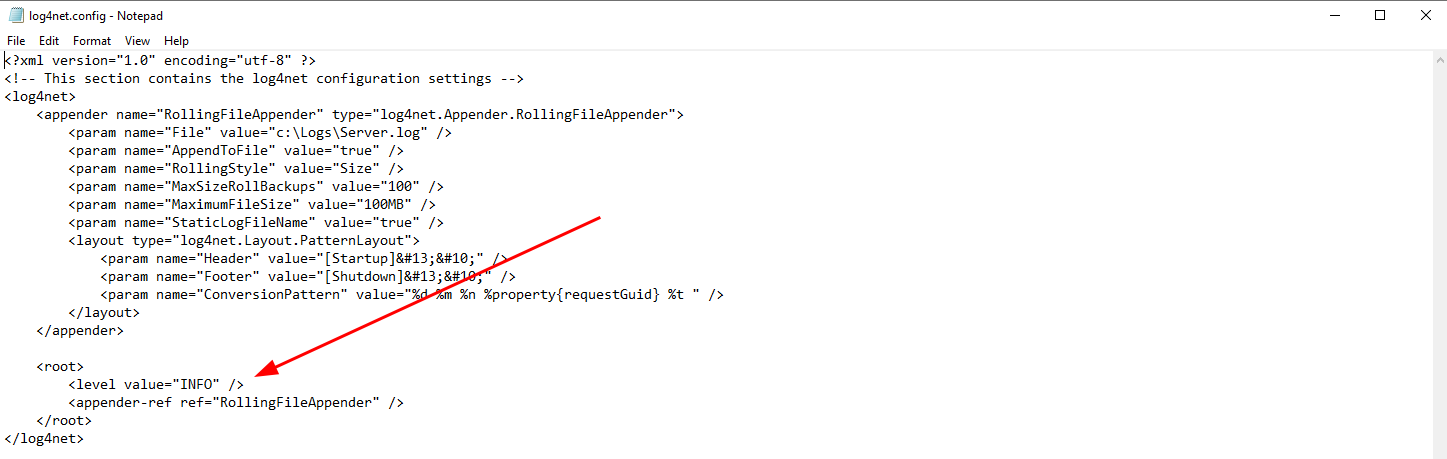 log4net.config - Notepad
File Edit Format View Help
<?xml version="1.0" encoding="utf-8" ?>
<!-- This section contains the log4net configuration settings -->
<log4net>
    <appender name="RollingFileAppender" type="log4net.Appender.RollingFileAppender">
        <param name="File" value="c:\Logs\Server.log" />
        <param name="AppendToFile" value="true" />
        <param name="RollingStyle" value="Size" />
        <param name="MaxSizeRollBackups" value="100" />
        <param name="MaximumFileSize" value="100MB" />
        <param name="StaticLogFileName" value="true" />
        <layout type="log4net.Layout.PatternLayout">
            <param name="Header" value="[Startup]&#13;&#10;" />
            <param name="Footer" value="[Shutdown]&#13;&#10;" />
            <param name="ConversionPattern" value="%d %m %n %property{requestGuid} %t " />
        </layout>
    </appender>

    <root>
        <level value="INFO" />
        <appender-ref ref="RollingFileAppender" />
    </root>
</log4net>